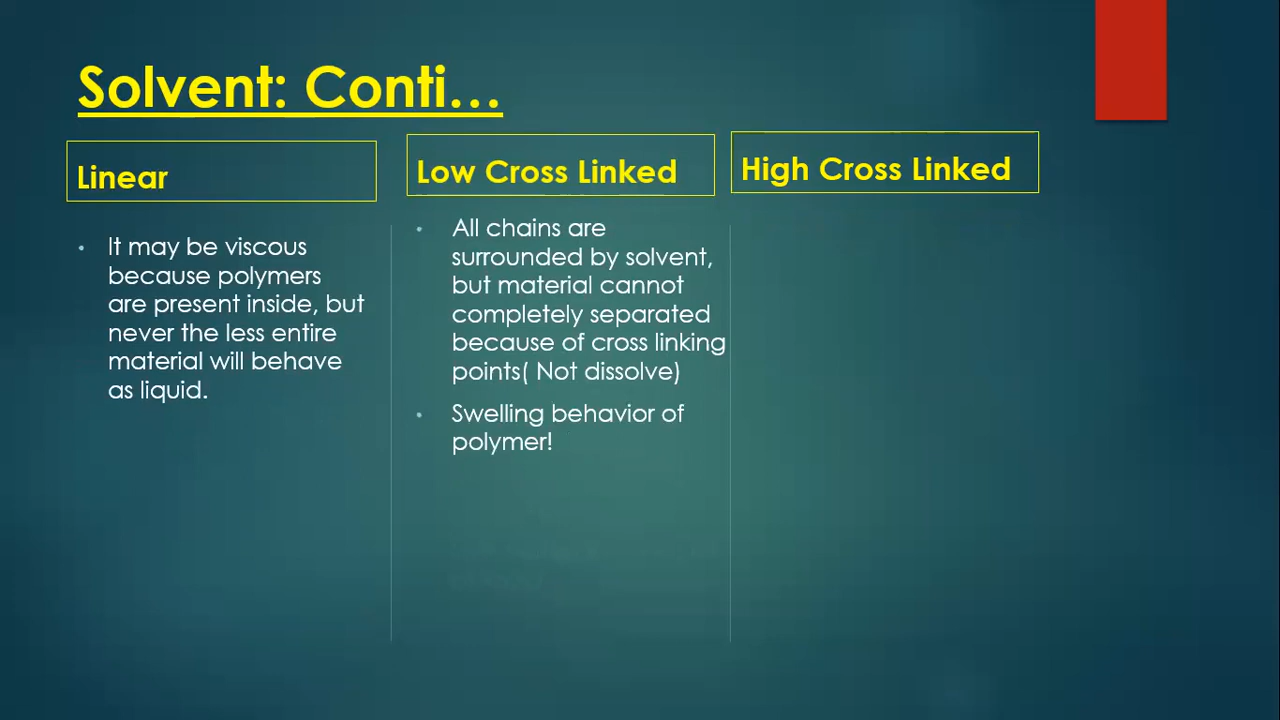 Solvent: Conti...
Linear
It may be viscous
because polymers
are present inside, but
never the less entire
material will behave
as liquid.
Low Cross Linked
All chains are
surrounded by solvent,
but material cannot
completely separated
because of cross linking
points( Not dissolve)
Swelling behavior of
polymer!
High Cross Linked